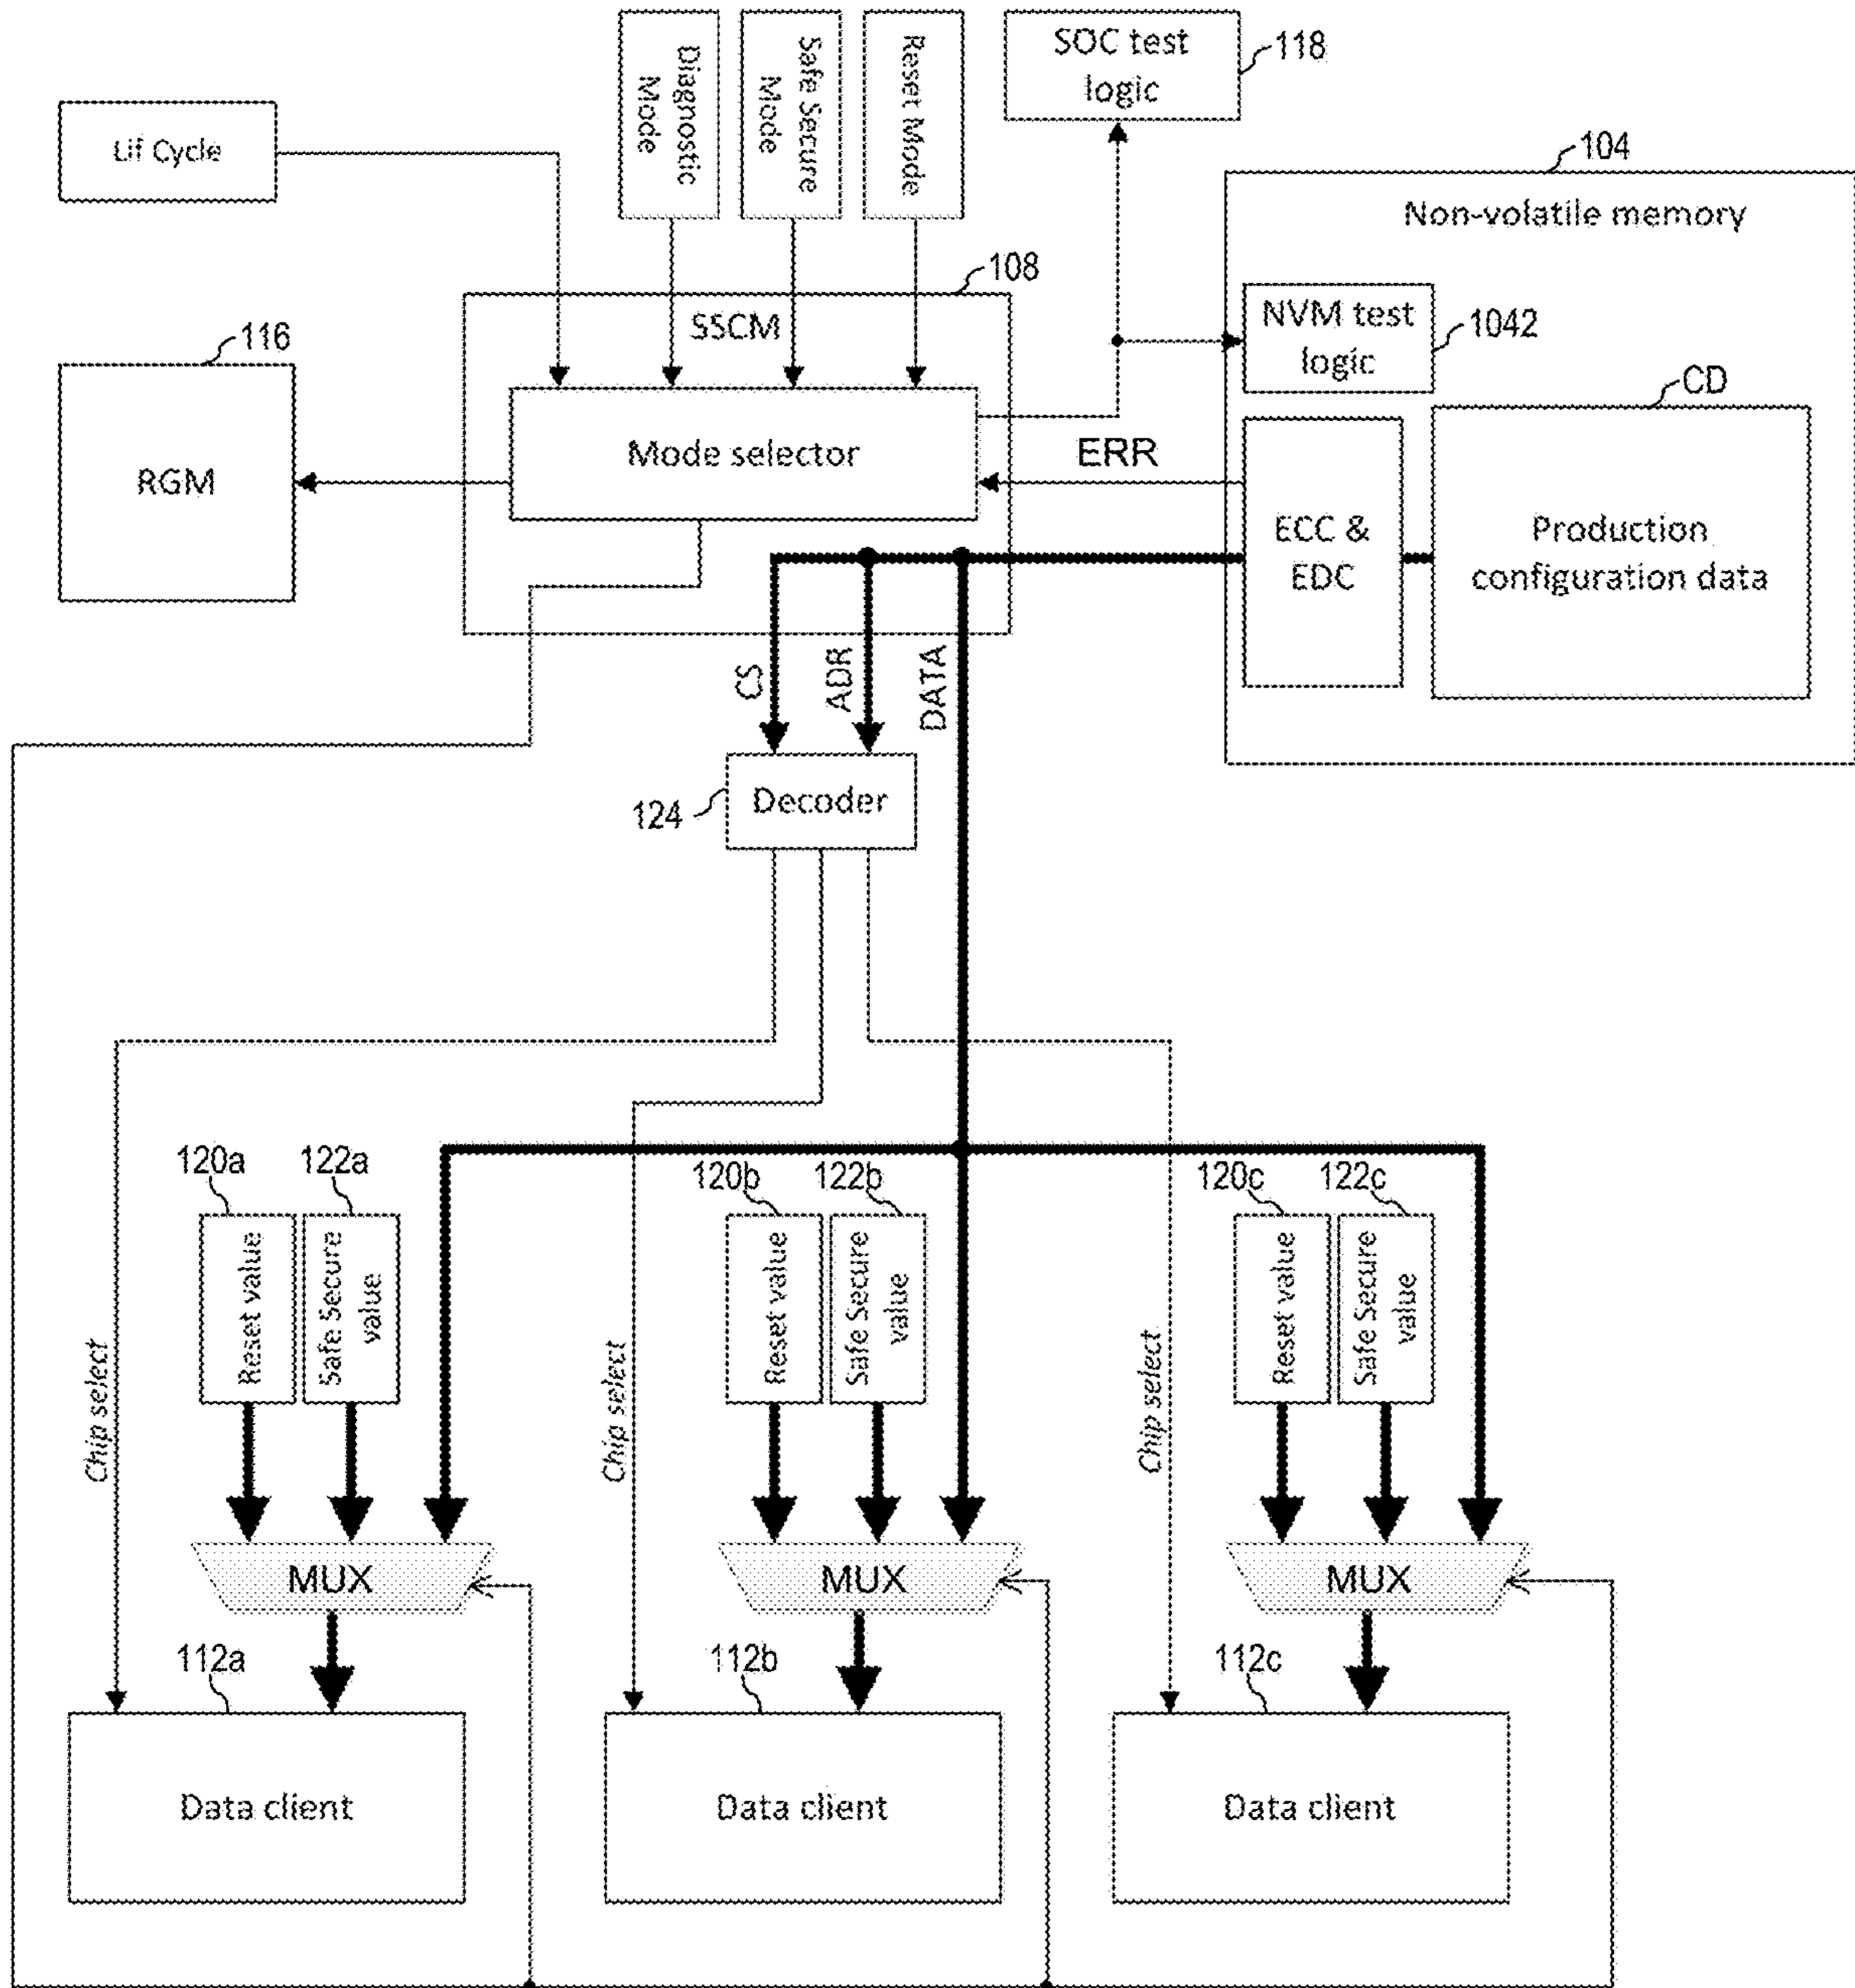 Diagnostic
Mode
Safe Secure
Mode
Reset Mode
SOC test
logic
118
Lif Cycle
104
Non-volatile memory
108
SSCM
NVM test
logic
1042
116
RGM
Mode selector
ERR
CD
ECC &
EDC
Production
configuration data
CS
ADR
DATA
124
Decoder
120a
122a
120b
122b
120c
122c
Reset value
Safe Secure
value
Reset value
Safe Secure
value
Reset value
Safe Secure
value
Chip select
Chip select
Chip select
MUX
MUX
MUX
112a
112b
112c
Data client
Data client
Data client